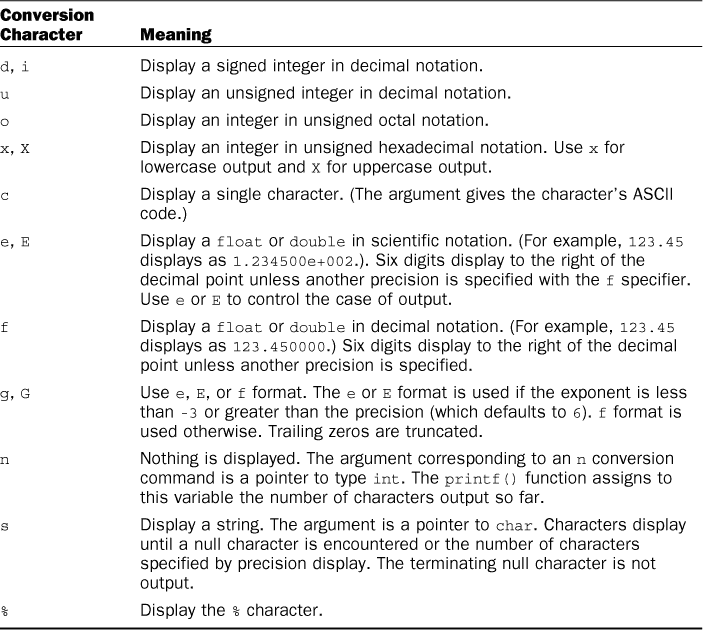 Conversion
Character Meaning
d, i Display a signed integer in decimal notation.
u Display an unsigned integer in decimal notation.
o Display an integer in unsigned octal notation.
x, X Display an integer in unsigned hexadecimal notation. Use x for
lowercase output and X for uppercase output.
c Display a single character. (The argument gives the character's ASCII
code.)
e, E Display a float or double in scientific notation. (For example, 123.45
displays as 1.234500e+002.). Six digits display to the right of the
decimal point unless another precision is specified with the f specifier.
Use e or E to control the case of output.
f Display a float or double in decimal notation. (For example, 123.45
displays as 123.450000.) Six digits display to the right of the decimal
point unless another precision is specified.
g, G Use e, E, or f format. The e or E format is used if the exponent is less
than -3 or greater than the precision (which defaults to 6). f format is
used otherwise. Trailing zeros are truncated.
n Nothing is displayed. The argument corresponding to an n conversion
command is a pointer to type int. The printf() function assigns to
this variable the number of characters output so far.
s Display a string. The argument is a pointer to char. Characters display
until a null character is encountered or the number of characters
specified by precision display. The terminating null character is not
output.
% Display the % character.